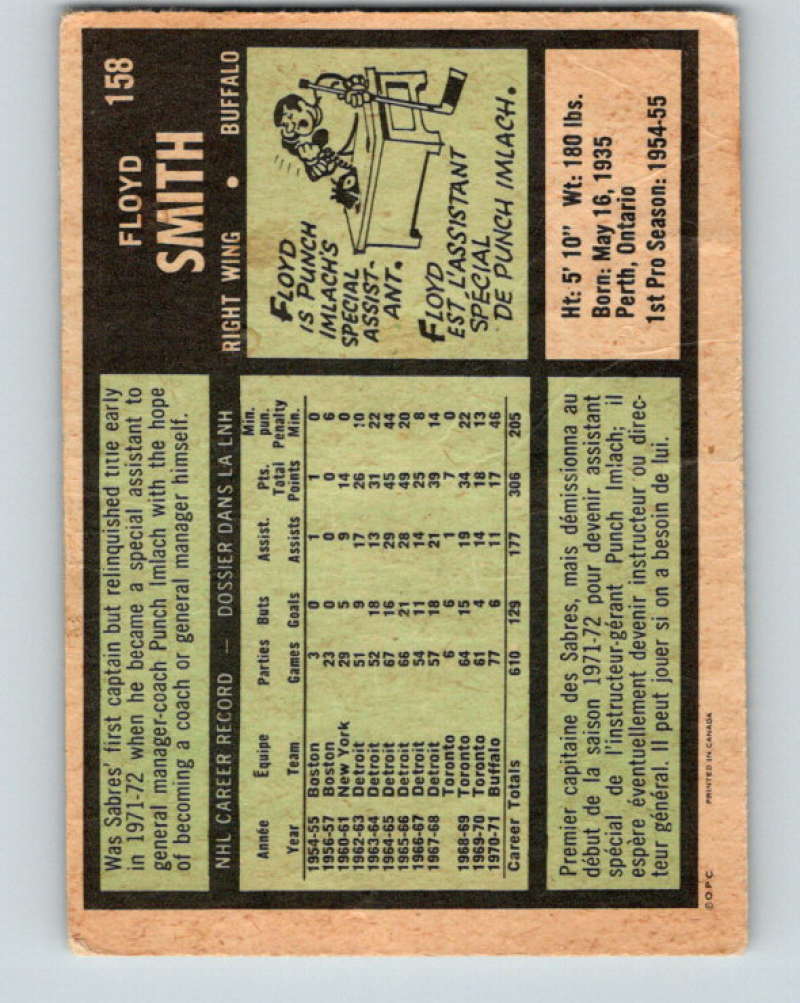 158
FLOYD
SMITH
RIGHT WING • BUFFALO
Was Sabres' first captain but relinquished title early
in 1971-72 when he became a special assistant to
general manager-coach Punch Imlach with the hope
of becoming a coach or general manager himself.
FLOYD
IS PUNCH
IMLACH'S
SPECIAL
ASSIST-
ANT.
FLOYD
EST L'ASSISTANT
SPÉCIAL
DE PUNCH IMLACH.
NHL CAREER RECORD — DOSSIER DANS LA LNH
Année Equipe Parties Buts Assist. Pts. Total Min. pun. Penalty
Year Team Games Goals Assists Points Min.
1954-55 Boston 3 0 1 1 0
1956-57 Boston 23 0 0 0 6
1960-61 New York 29 5 9 14 0
1962-63 Detroit 51 9 17 26 10
1963-64 Detroit 52 18 13 31 22
1964-65 Detroit 67 16 29 45 44
1965-66 Detroit 66 21 28 49 20
1966-67 Detroit 54 11 14 25 8
1967-68 Detroit 57 18 21 39 14
Toronto 6 6 1 7 0
1968-69 Toronto 64 15 19 34 22
1969-70 Toronto 61 4 14 18 13
1970-71 Buffalo 77 6 11 17 46
Career Totals 610 129 177 306 205
Ht: 5' 10" Wt: 180 lbs.
Born: May 16, 1935
Perth, Ontario
1st Pro Season: 1954-55
Premier capitaine des Sabres, mais démissionna au
début de la saison 1971-72 pour devenir assistant
spécial de l'instructeur-gérant Punch Imlach; il
espère éventuellement devenir instructeur ou direc-
teur général. Il peut jouer si on a besoin de lui.
© O.P.C. PRINTED IN CANADA